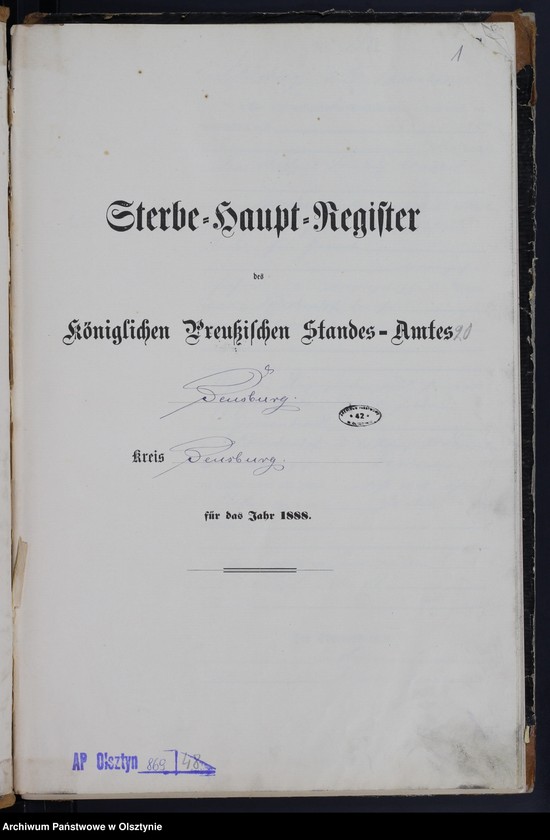 1
Sterbe-Haupt-Register
des
Königlichen Preußischen Standes-Amtes
Sensburg.
Kreis Sensburg.
für das Jahr 1888.
42
AP Olsztyn 869 48
Archiwum Państwowe w Olsztynie